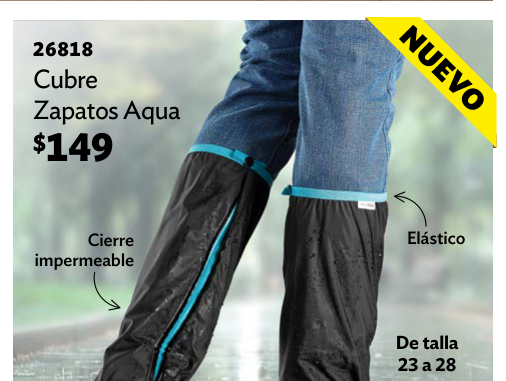 26818
Cubre
Zapatos Aqua
$149
NUEVO
Cierre
impermeable
Elástico
De talla
23 a 28